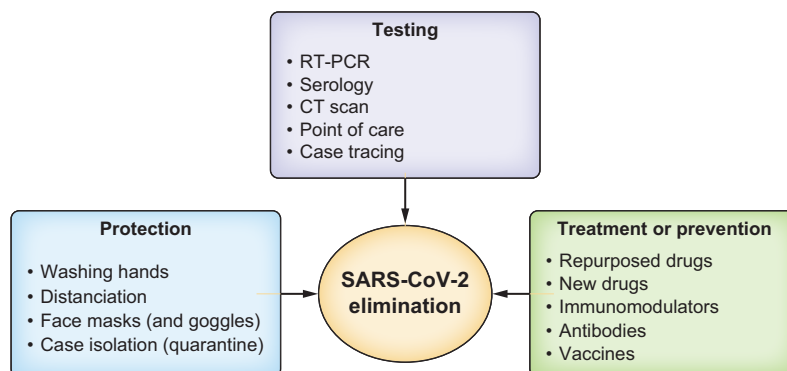 Testing
• RT-PCR
• Serology
• CT scan
• Point of care
• Case tracing
Protection
• Washing hands
• Distanciation
• Face masks (and goggles)
• Case isolation (quarantine)
SARS-CoV-2
elimination
Treatment or prevention
• Repurposed drugs
• New drugs
• Immunomodulators
• Antibodies
• Vaccines